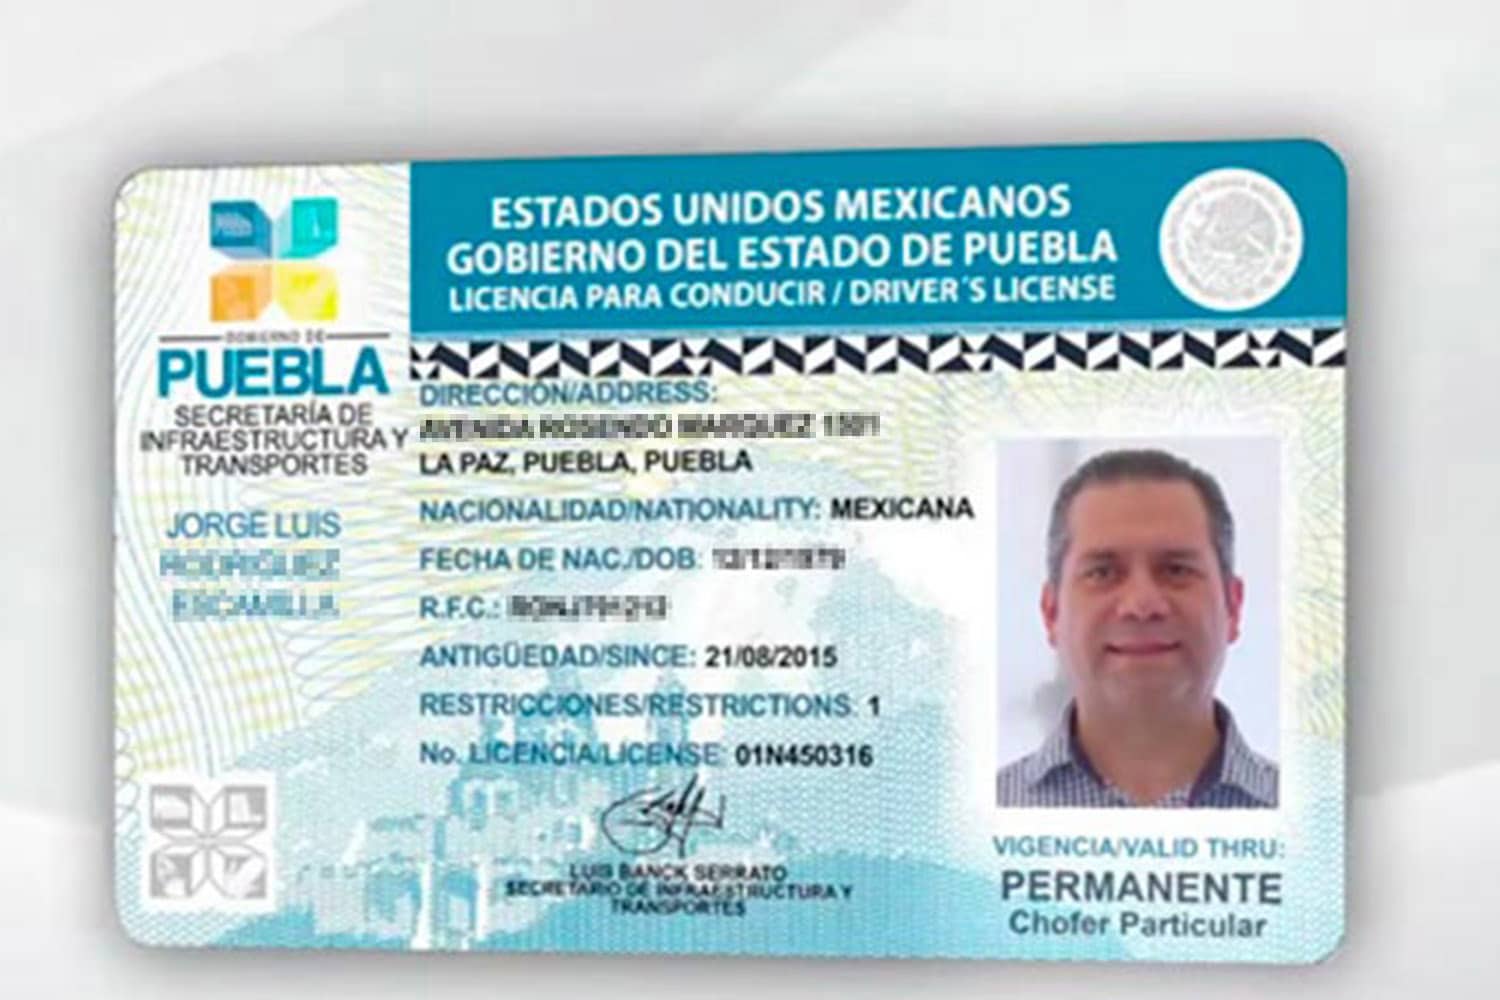 ESTADOS UNIDOS MEXICANOS
GOBIERNO DEL ESTADO DE PUEBLA
LICENCIA PARA CONDUCIR / DRIVER´S LICENSE
GOBIERNO DE
PUEBLA
SECRETARÍA DE
INFRAESTRUCTURA Y
TRANSPORTES
JORGE LUIS
DIRECCIÓN/ADDRESS:
LA PAZ, PUEBLA, PUEBLA
NACIONALIDAD/NATIONALITY: MEXICANA
FECHA DE NAC./DOB:
R.F.C.:
ANTIGÜEDAD/SINCE: 21/08/2015
RESTRICCIONES/RESTRICTIONS: 1
No. LICENCIA/LICENSE: 01N450316
LUIS BANCK SERRATO
SECRETARIO DE INFRAESTRUCTURA Y
TRANSPORTES
VIGENCIA/VALID THRU:
PERMANENTE
Chofer Particular